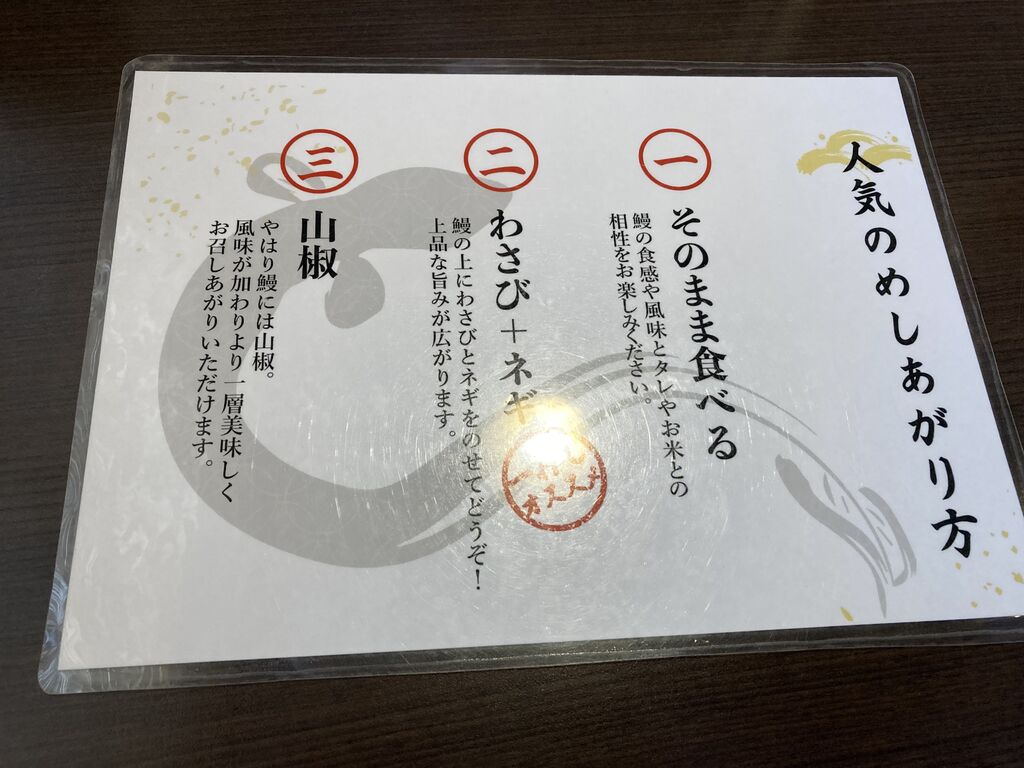 人気のめしあがり方
一
そのまま食べる
鰻の食感や風味とタレやお米との
相性をお楽しみください。
二
わさび＋ネギ
オススメ
鰻の上にわさびとネギをのせてどうぞ！
上品な旨みが広がります。
三
山椒
やはり鰻には山椒。
風味が加わりより一層美味しく
お召しあがりいただけます。